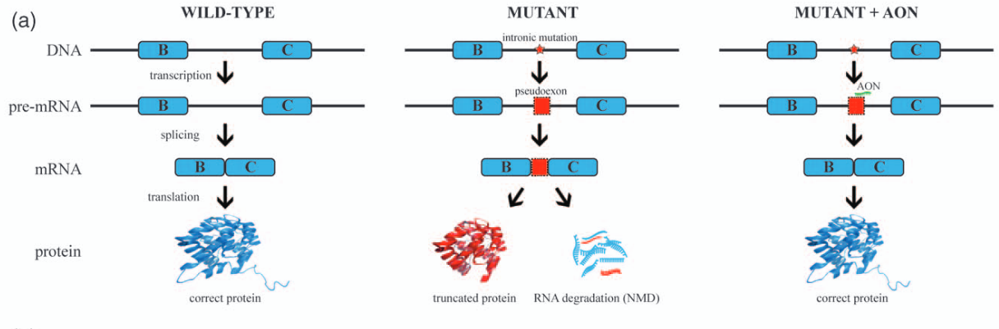 (a)
WILD-TYPE
MUTANT
MUTANT + AON
DNA
B
C
intronic mutation
B
C
B
C
transcription
pre-mRNA
B
C
pseudoexon
B
C
AON
B
C
splicing
mRNA
B
C
B
C
B
C
translation
protein
correct protein
truncated protein
RNA degradation (NMD)
correct protein